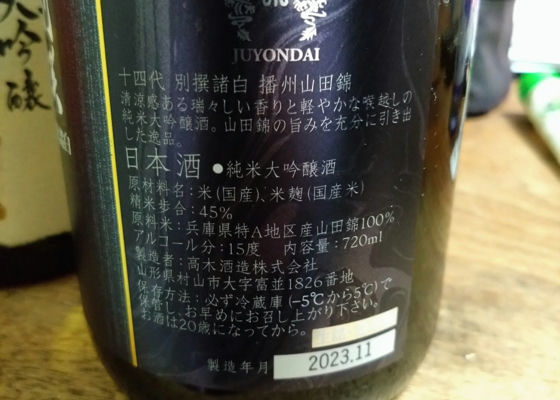 大吟醸
JUYONDAI
十四代 別撰諸白 播州山田錦
清涼感ある瑞々しい香りと軽やかな喉越しの
純米大吟醸酒。山田錦の旨みを充分に引き出
した逸品。
日本酒 ●純米大吟醸酒
原材料名：米(国産)、米麹(国産米)
精米歩合：45%
原料米：兵庫県特A地区産山田錦100%
アルコール分：15度 内容量：720ml
製造者：高木酒造株式会社
山形県村山市大字富並1826番地
保存方法：必ず冷蔵庫(−5℃から5℃)で
保管し、お早めにお召し上がり下さい。
お酒は20歳になってから。
製造年月 2023.11